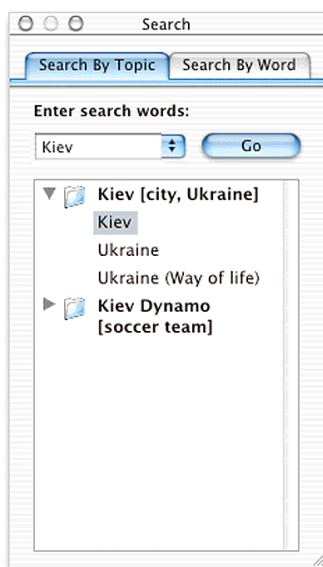 Search
Search By Topic
Search By Word
Enter search words:
Kiev
Go
Kiev [city, Ukraine]
Kiev
Ukraine
Ukraine (Way of life)
Kiev Dynamo
[soccer team]